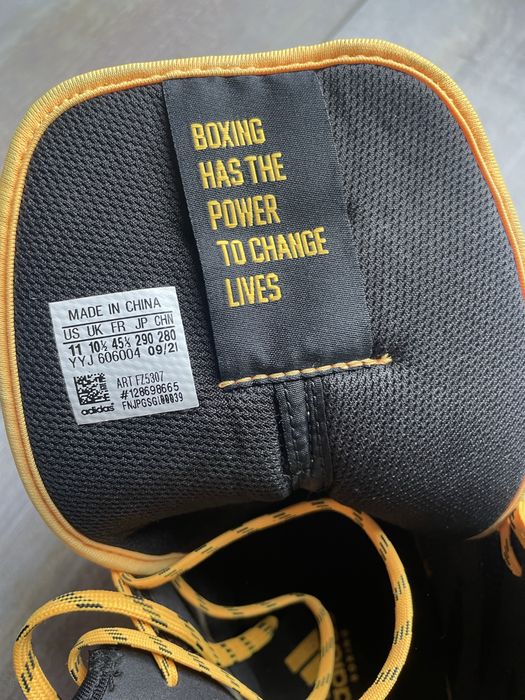 BOXING
HAS THE
POWER
TO CHANGE
LIVES
MADE IN CHINA
US UK FR JP CHN
11 10½ 45⅓ 290 280
YYJ 606004 09/21
ART FZ5307
#128698665
adidas